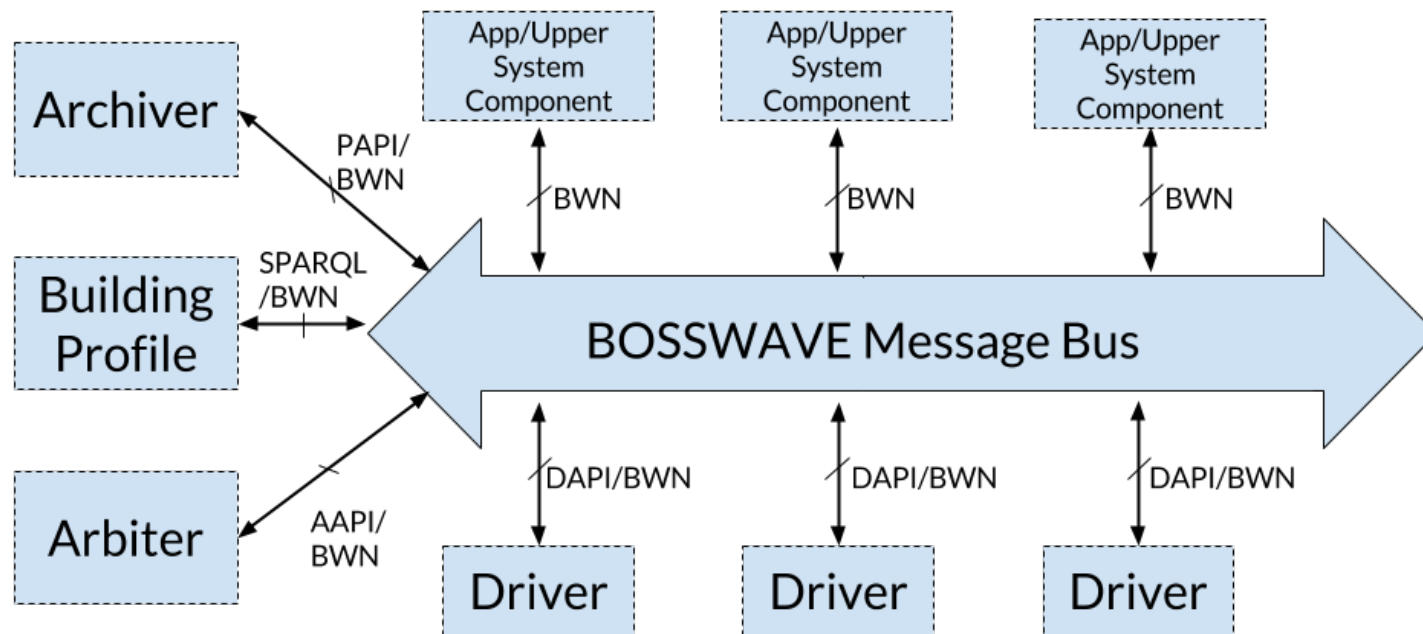 Archiver
App/Upper
System
Component
App/Upper
System
Component
App/Upper
System
Component
PAPI/
BWN
BWN
BWN
BWN
Building
Profile
SPARQL
/BWN
BOSSWAVE Message Bus
Arbiter
AAPI/
BWN
DAPI/BWN
DAPI/BWN
DAPI/BWN
Driver
Driver
Driver